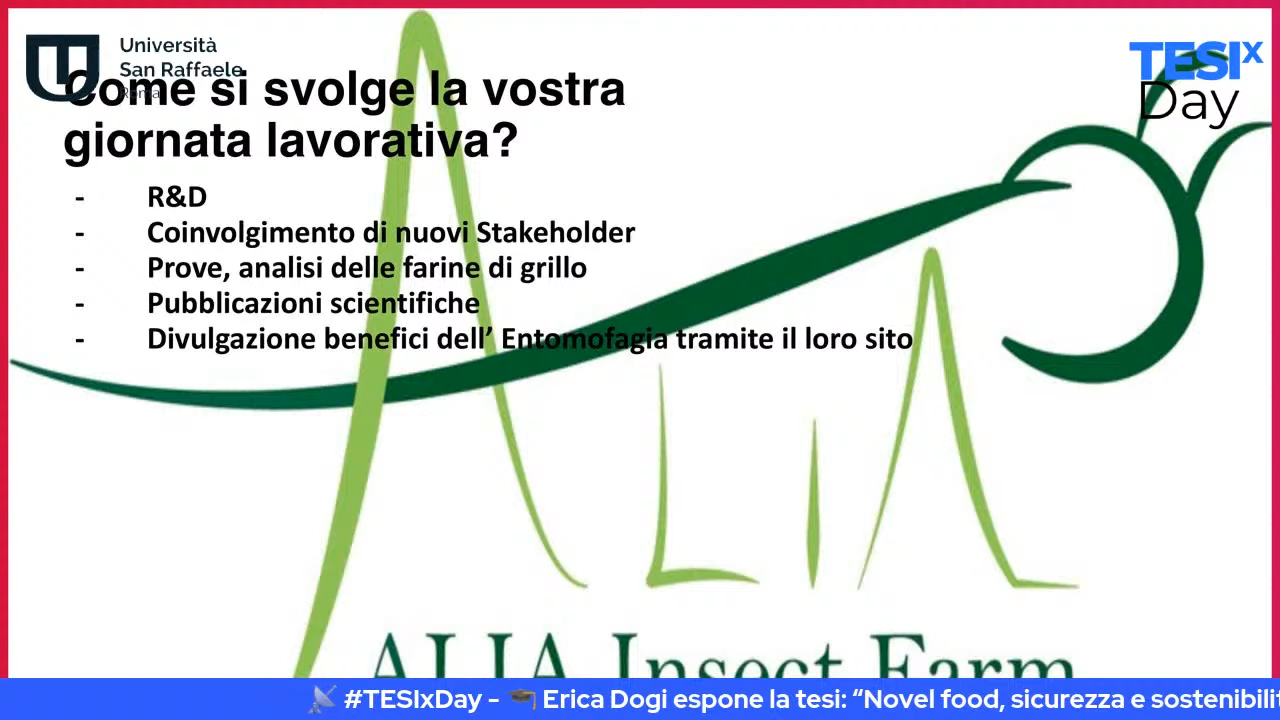 Università
San Raffaele
Roma
TESIx
Day
Come si svolge la vostra
giornata lavorativa?
- R&D
- Coinvolgimento di nuovi Stakeholder
- Prove, analisi delle farine di grillo
- Pubblicazioni scientifiche
- Divulgazione benefici dell’ Entomofagia tramite il loro sito
ALIA
ALIA Insect Farm
📡 #TESIxDay - 🎓 Erica Dogi espone la tesi: “Novel food, sicurezza e sostenibilit